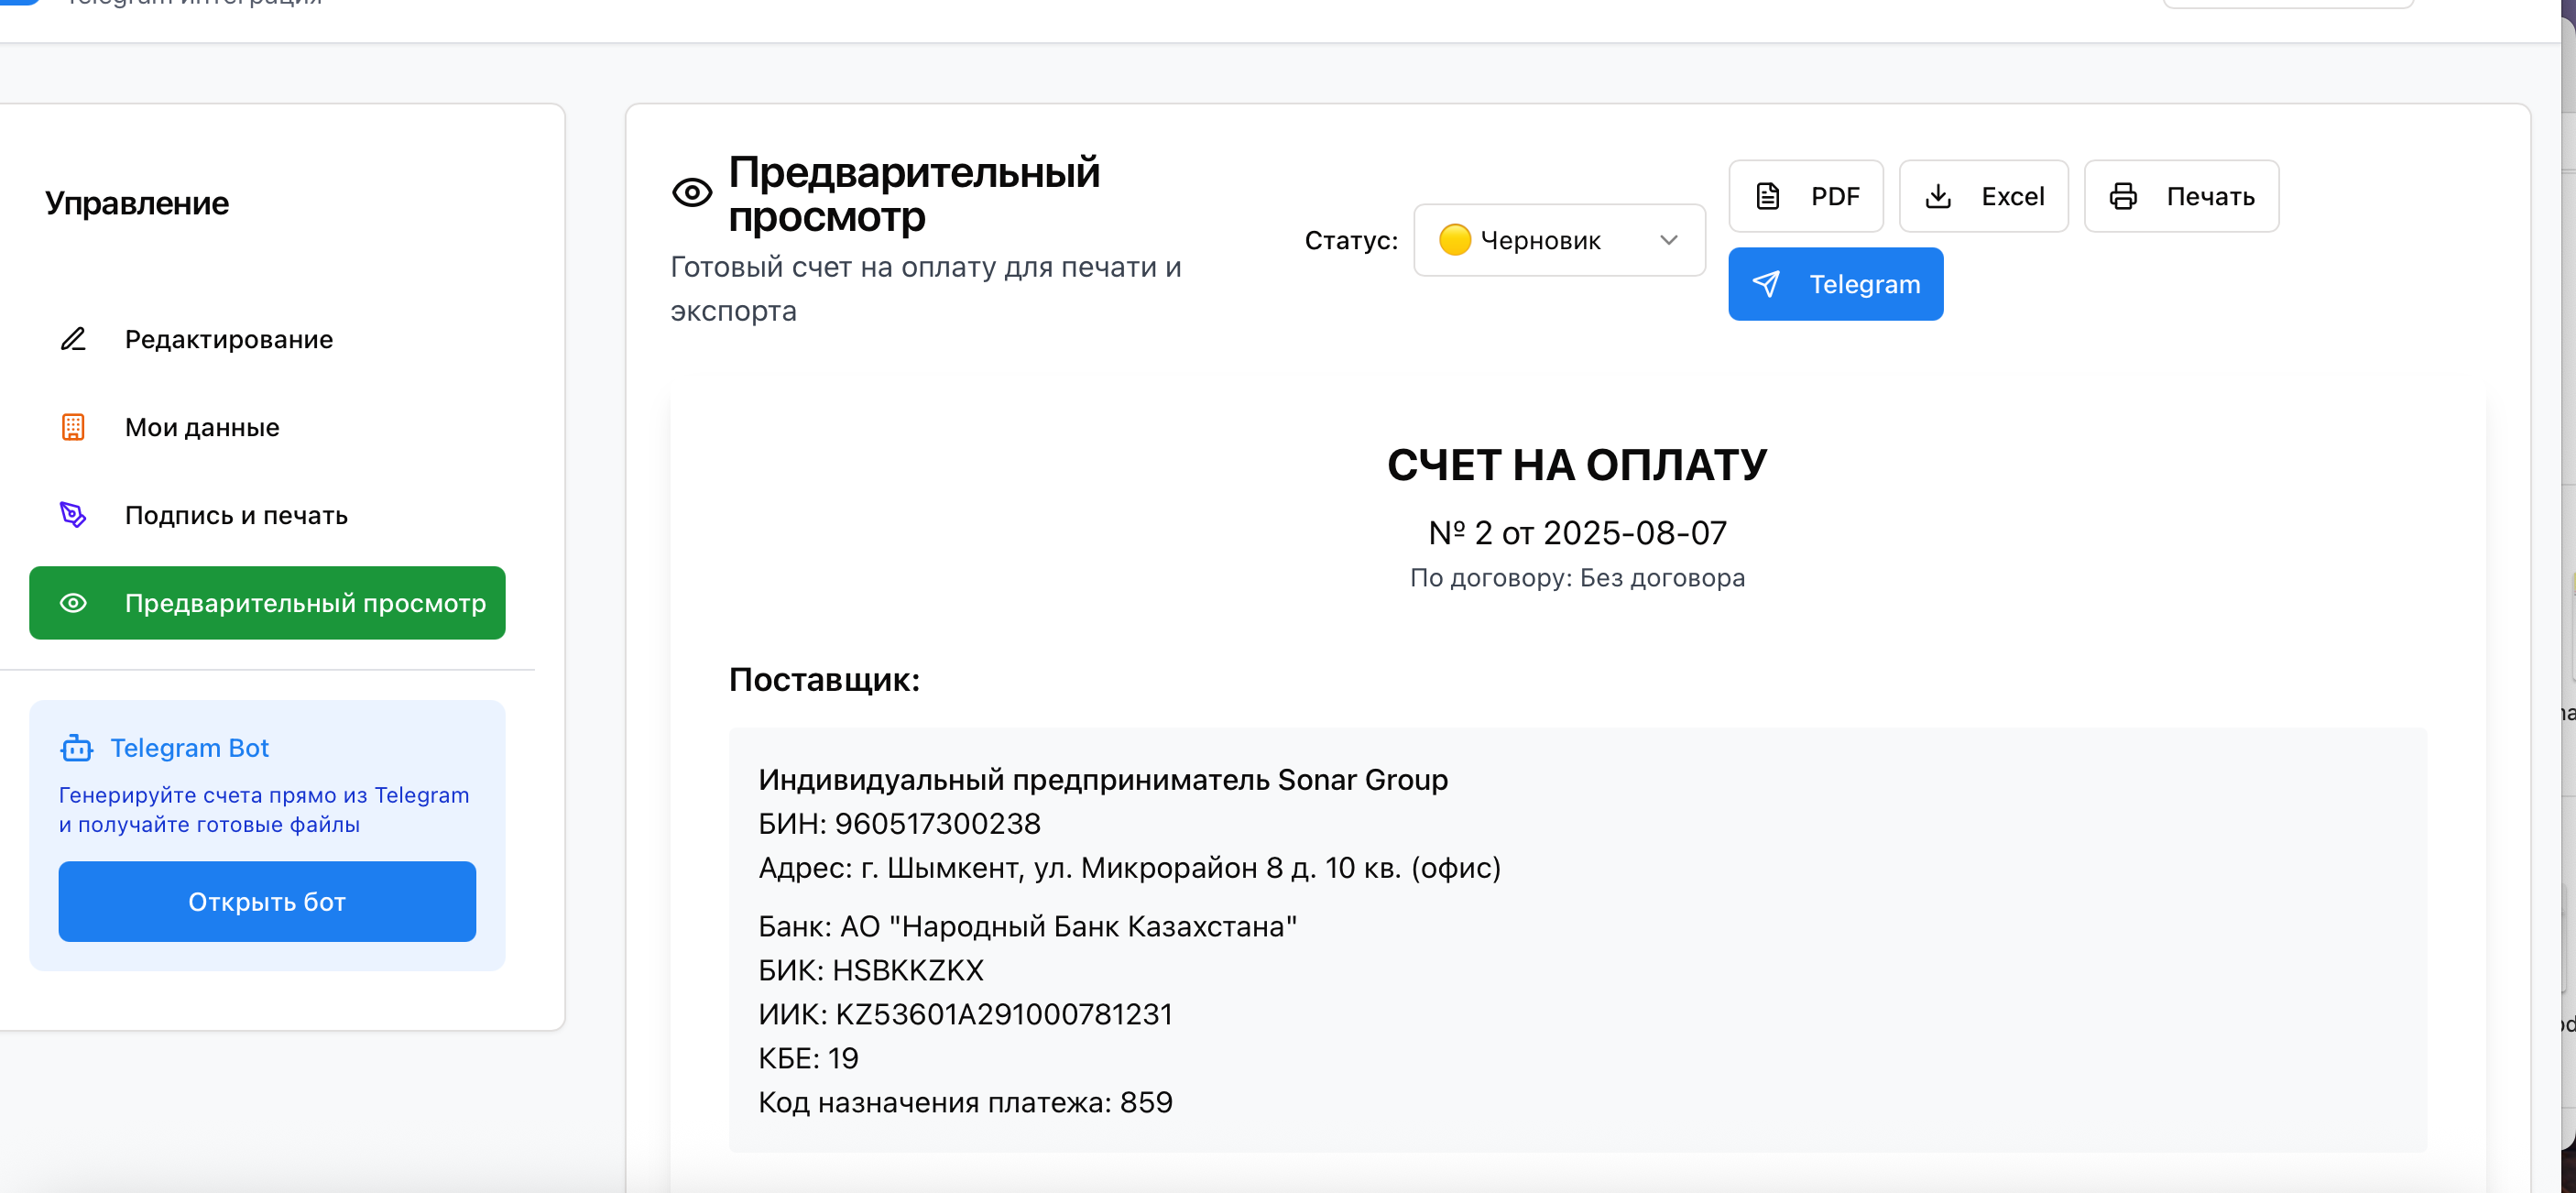 Telegram интеграция
Управление
Редактирование
Мои данные
Подпись и печать
Предварительный просмотр
Telegram Bot
Генерируйте счета прямо из Telegram
и получайте готовые файлы
Открыть бот
Предварительный
просмотр
Готовый счет на оплату для печати и
экспорта
Статус:
Черновик
PDF
Excel
Печать
Telegram
СЧЕТ НА ОПЛАТУ
№ 2 от 2025-08-07
По договору: Без договора
Поставщик:
Индивидуальный предприниматель Sonar Group
БИН: 960517300238
Адрес: г. Шымкент, ул. Микрорайон 8 д. 10 кв. (офис)
Банк: АО "Народный Банк Казахстана"
БИК: HSBKKZKX
ИИК: KZ53601A291000781231
КБЕ: 19
Код назначения платежа: 859